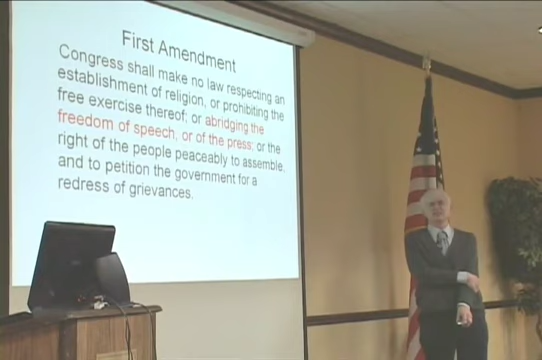 First Amendment
Congress shall make no law respecting an
establishment of religion, or prohibiting the
free exercise thereof; or abridging the
freedom of speech, or of the press; or the
right of the people peaceably to assemble,
and to petition the government for a
redress of grievances.